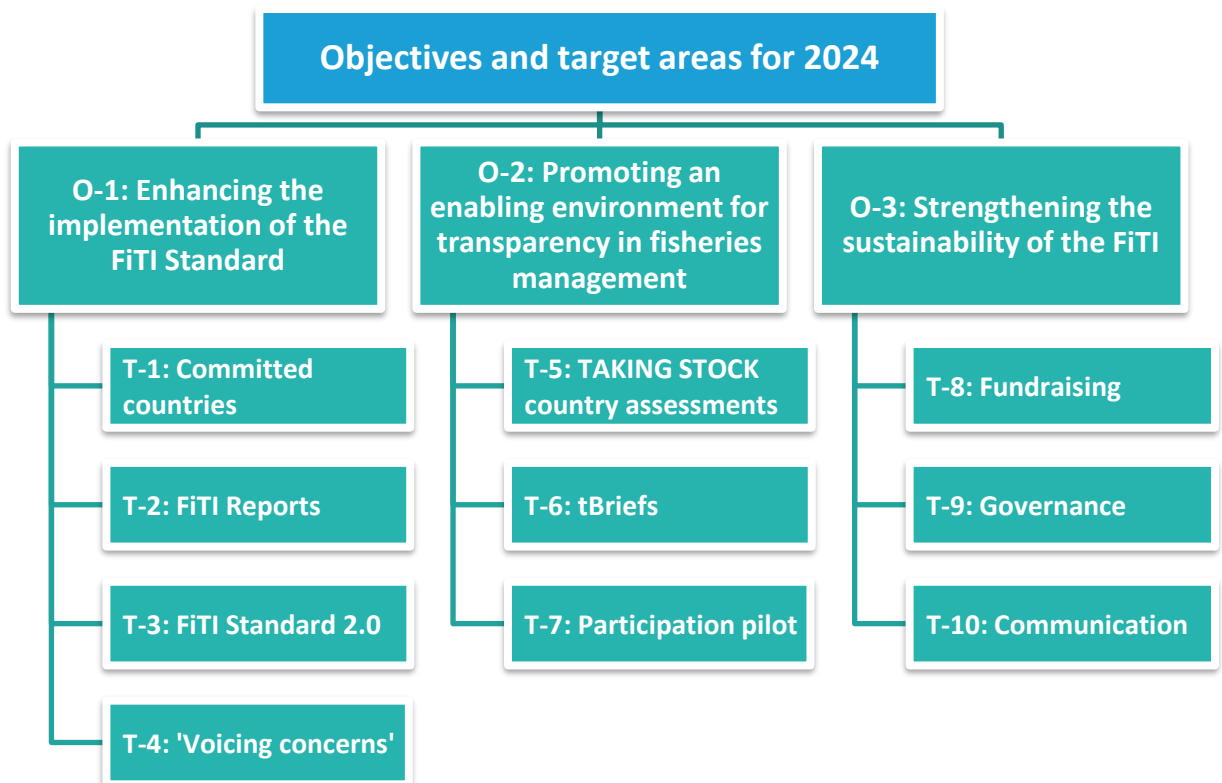 Objectives and target areas for 2024
O-1: Enhancing the
implementation of the
FiTI Standard
T-1: Committed
countries
T-2: FiTI Reports
T-3: FiTI Standard 2.0
T-4: 'Voicing concerns'
O-2: Promoting an
enabling environment for
transparency in fisheries
management
T-5: TAKING STOCK
country assessments
T-6: tBriefs
T-7: Participation pilot
O-3: Strengthening the
sustainability of the FiTI
T-8: Fundraising
T-9: Governance
T-10: Communication